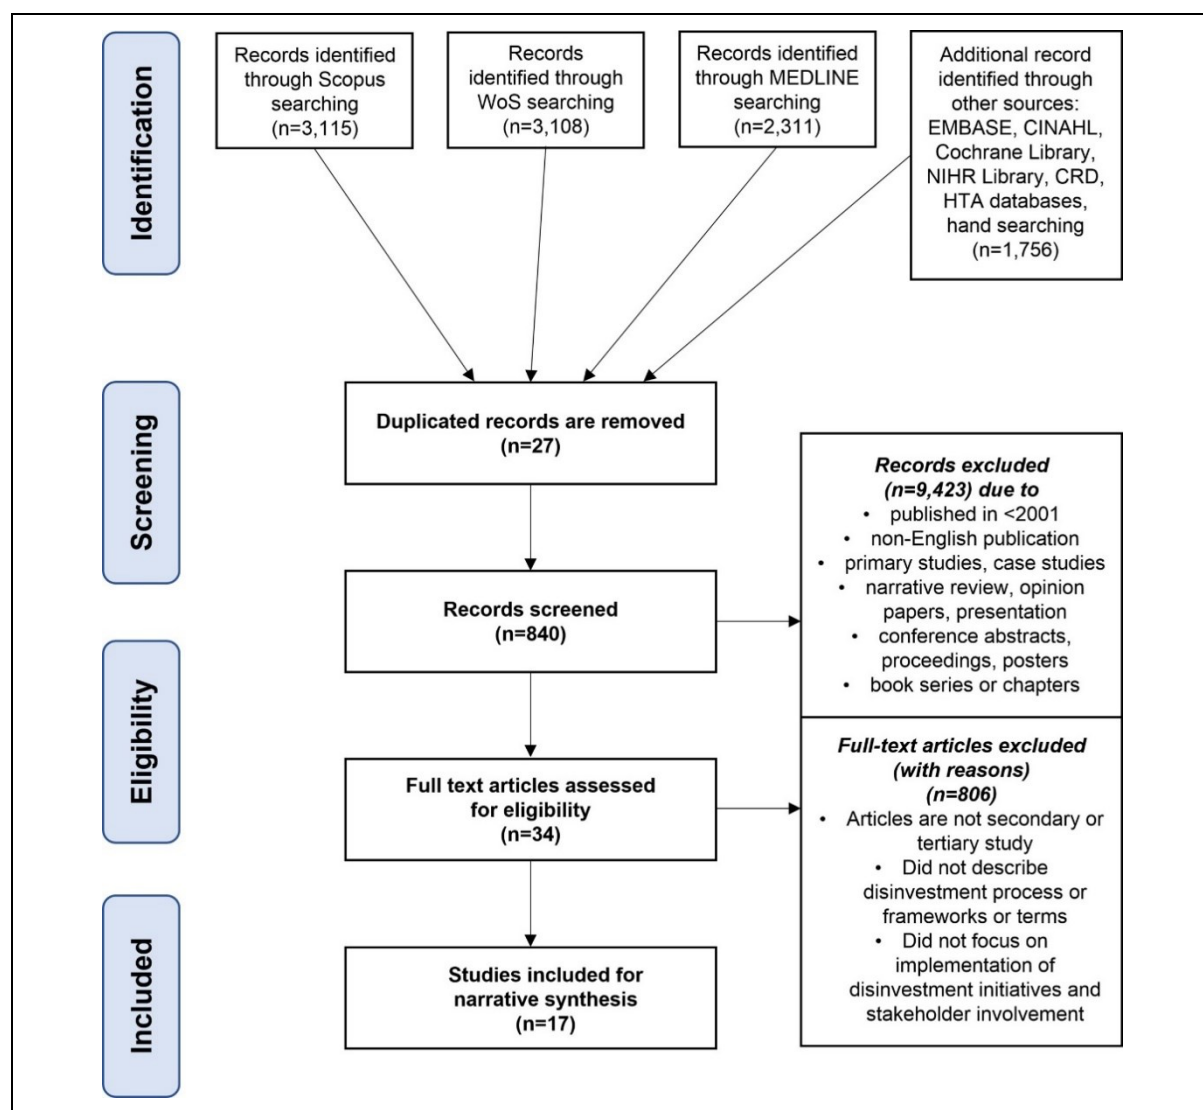 Identification
Records identified
through Scopus
searching
(n=3,115)
Records
identified through
WoS searching
(n=3,108)
Records identified
through MEDLINE
searching
(n=2,311)
Additional record
identified through
other sources:
EMBASE, CINAHL,
Cochrane Library,
NIHR Library, CRD,
HTA databases,
hand searching
(n=1,756)
Screening
Duplicated records are removed
(n=27)
Records screened
(n=840)
Records excluded
(n=9,423) due to
• published in <2001
• non-English publication
• primary studies, case studies
• narrative review, opinion
papers, presentation
• conference abstracts,
proceedings, posters
• book series or chapters
Eligibility
Full text articles assessed
for eligibility
(n=34)
Full-text articles excluded
(with reasons)
(n=806)
• Articles are not secondary or
tertiary study
• Did not describe
disinvestment process or
frameworks or terms
• Did not focus on
implementation of
disinvestment initiatives and
stakeholder involvement
Included
Studies included for
narrative synthesis
(n=17)